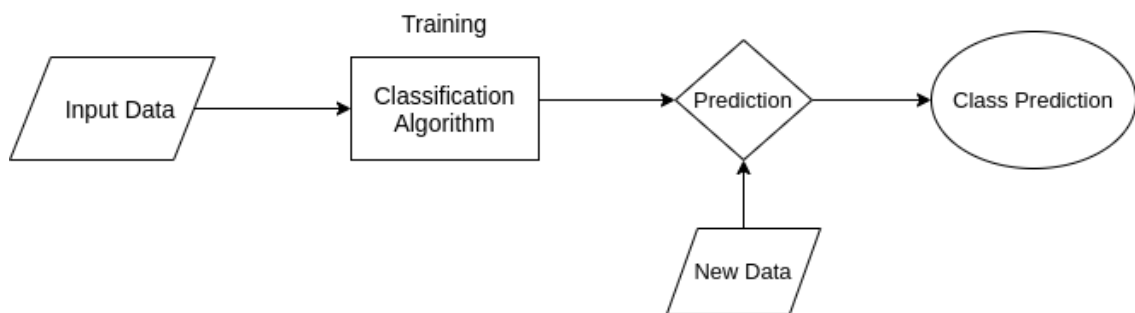 Training
Input Data
Classification
Algorithm
Prediction
Class Prediction
New Data